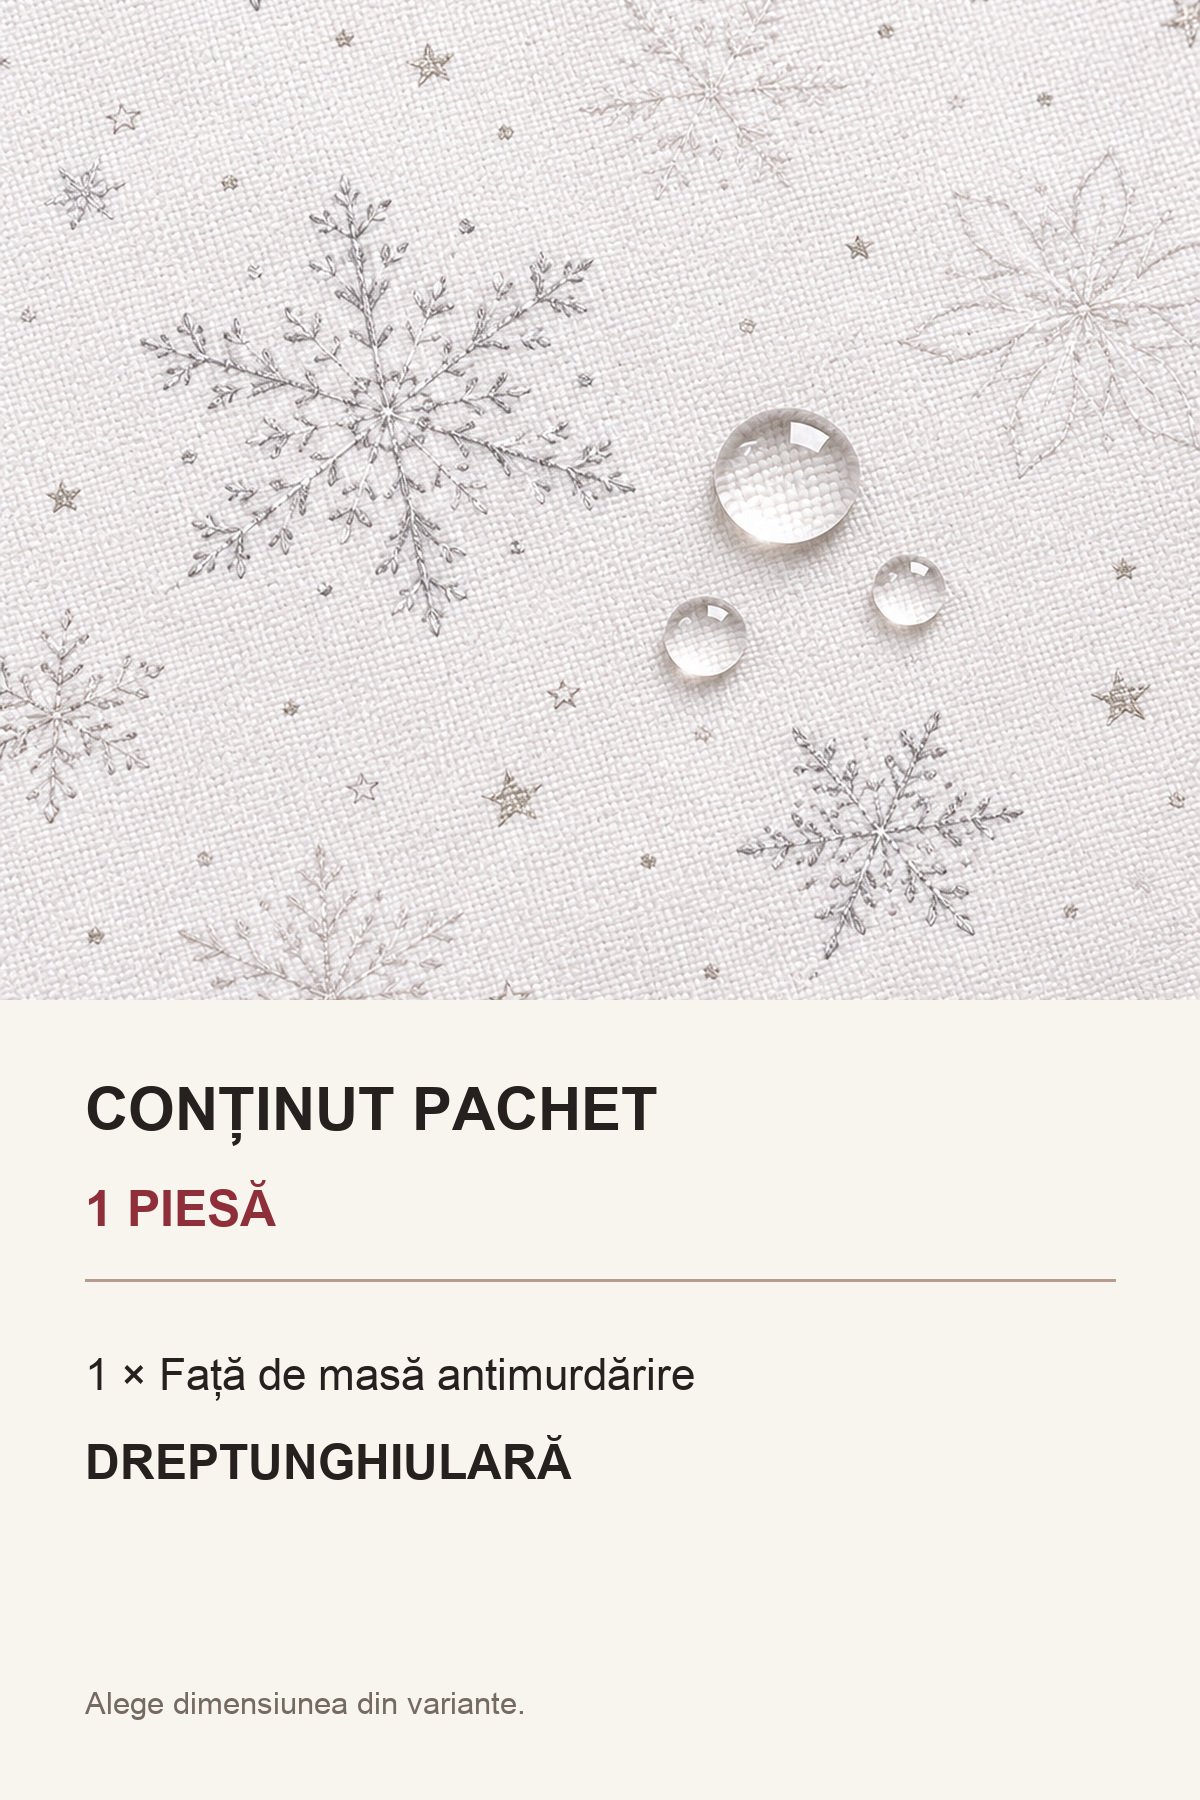 CONȚINUT PACHET
1 PIESĂ
1 × Față de masă antimurdărire
DREPTUNGHIULARĂ
Alege dimensiunea din variante.